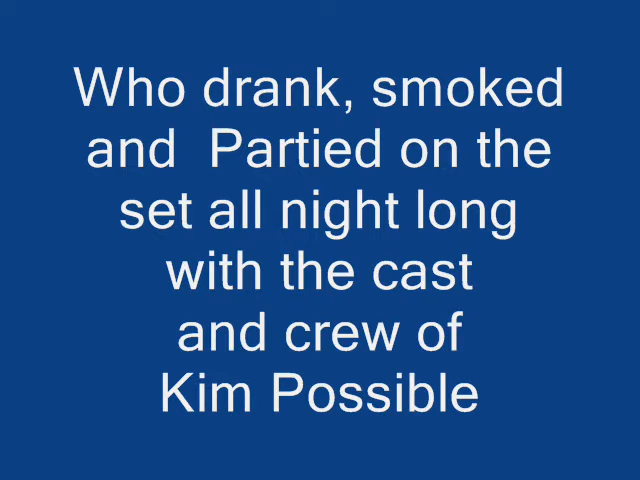 Who drank, smoked
and  Partied on the
set all night long
with the cast
and crew of
Kim Possible